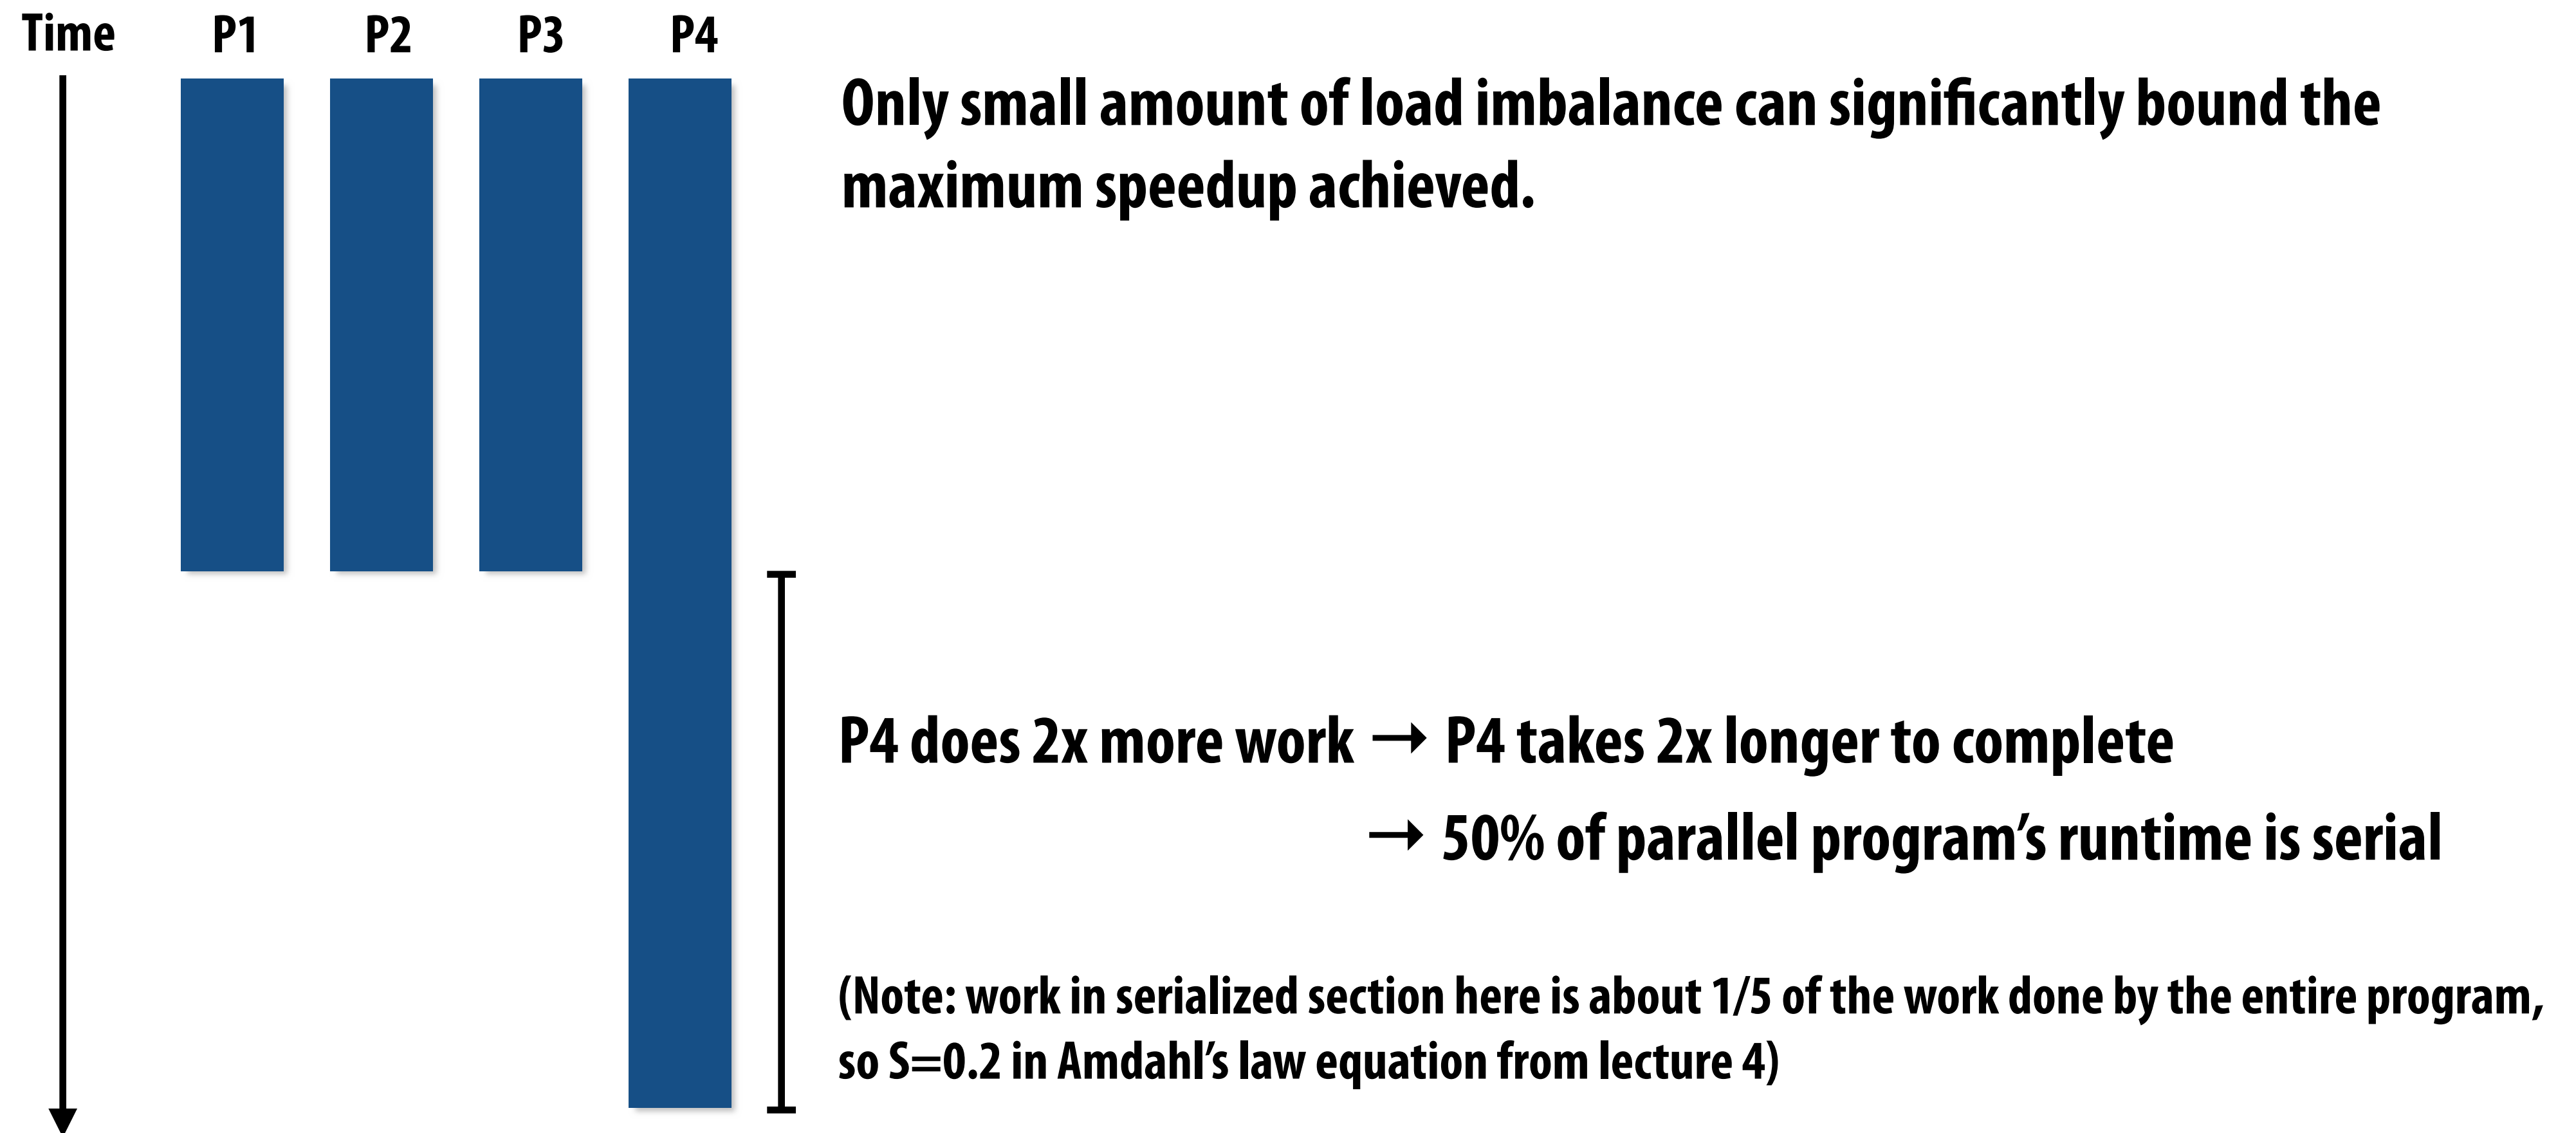 Time P1 P2 P3 P4
Only small amount of load imbalance can significantly bound the
maximum speedup achieved.
P4 does 2x more work → P4 takes 2x longer to complete
→ 50% of parallel program’s runtime is serial
(Note: work in serialized section here is about 1/5 of the work done by the entire program,
so S=0.2 in Amdahl’s law equation from lecture 4)